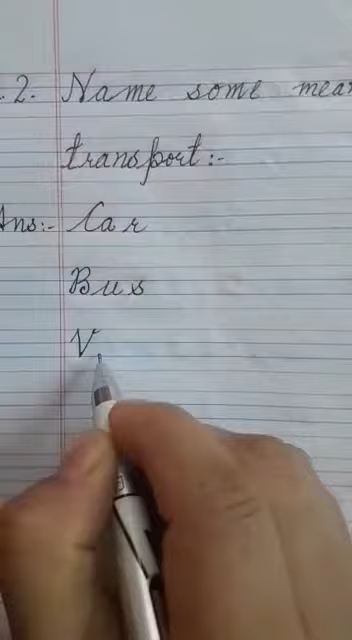 .2. Name some mean
transport:-
Ans:- Car
Bus
V